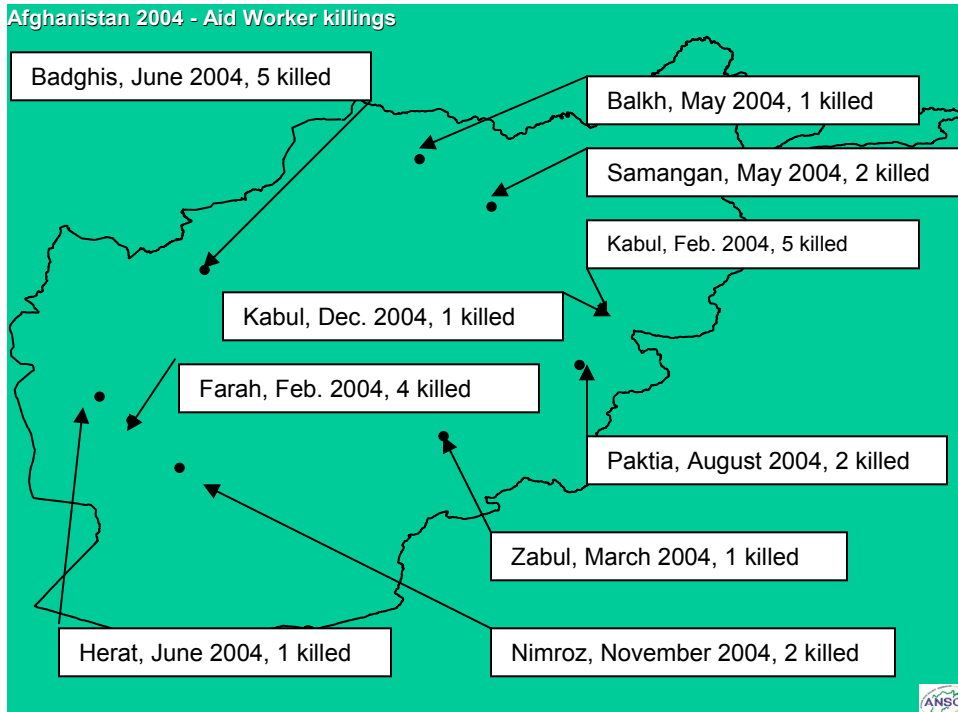 Afghanistan 2004 - Aid Worker killings
Badghis, June 2004, 5 killed
Balkh, May 2004, 1 killed
Samangan, May 2004, 2 killed
Kabul, Feb. 2004, 5 killed
Kabul, Dec. 2004, 1 killed
Farah, Feb. 2004, 4 killed
Paktia, August 2004, 2 killed
Zabul, March 2004, 1 killed
Herat, June 2004, 1 killed
Nimroz, November 2004, 2 killed